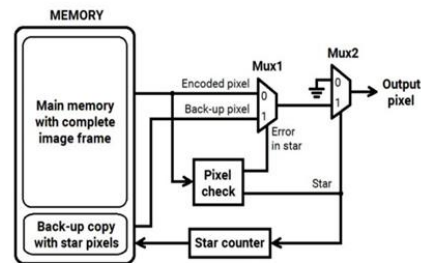 MEMORY
Main memory
with complete
image frame
Back-up copy
with star pixels
Encoded pixel
Back-up pixel
Mux1
0
1
Error
in star
Pixel
check
Star
Star counter
Mux2
0
1
Output
pixel